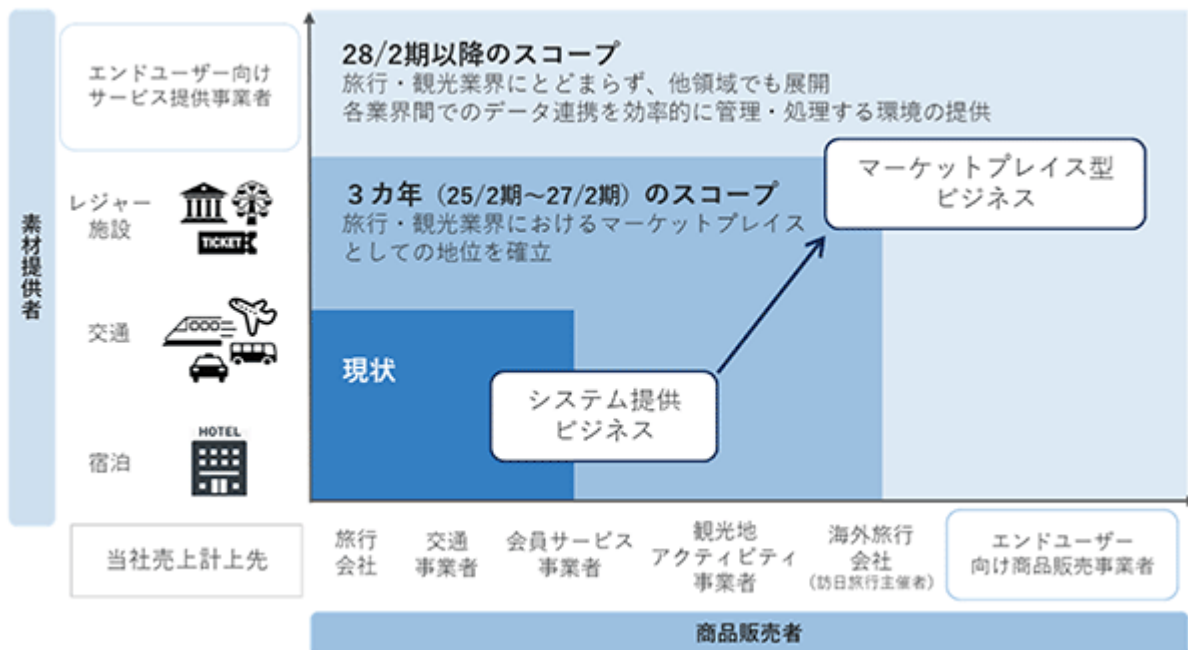 エンドユーザー向け
サービス提供事業者
28/2期以降のスコープ
旅行・観光業界にとどまらず、他領域でも展開
各業界間でのデータ連携を効率的に管理・処理する環境の提供
マーケットプレイス型
ビジネス
素材提供者
レジャー
施設
TICKET
3カ年（25/2期〜27/2期）のスコープ
旅行・観光業界におけるマーケットプレイス
としての地位を確立
交通
現状
システム提供
ビジネス
宿泊
HOTEL
当社売上計上先
旅行
会社
交通
事業者
会員サービス
事業者
観光地
アクティビティ
事業者
海外旅行
会社
(訪日旅行主催者)
エンドユーザー
向け商品販売事業者
商品販売者